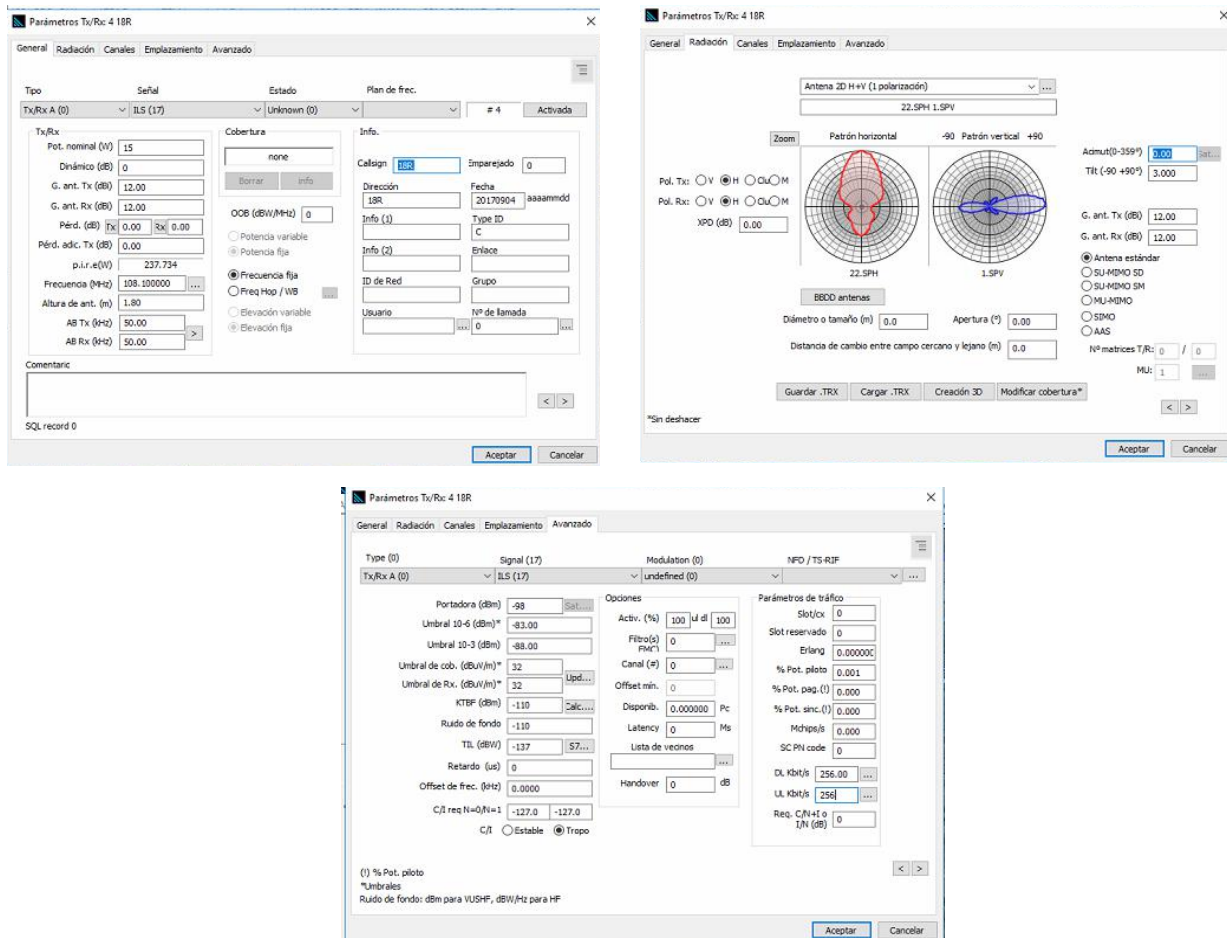 Parámetros Tx/Rx: 4 18R
General Radiación Canales Emplazamiento Avanzado
Tipo Señal Estado Plan de frec.
Tx/Rx A (0) ILS (17) Unknown (0) # 4 Activada
Tx/Rx
Pot. nominal (W) 15
Dinámico (dB) 0
G. ant. Tx (dBi) 12.00
G. ant. Rx (dBi) 12.00
Pérd. (dB) Tx 0.00 Rx 0.00
Pérd. adic. Tx (dB) 0.00
p.i.r.e(W) 237.734
Frecuencia (MHz) 108.100000 ...
Altura de ant. (m) 1.80
AB Tx (kHz) 50.00
AB Rx (kHz) 50.00
>
Cobertura
none
Borrar info
OOB (dBW/MHz) 0
Potencia variable
Potencia fija
Frecuencia fija
Freq Hop / WB ...
Elevación variable
Elevación fija
Info.
Callsign 18R Emparejado 0
Dirección Fecha
18R 20170904 aaaammdd
Info (1) Type ID
C
Info (2) Enlace
ID de Red Grupo
Usuario Nº de llamada
... 0 ...
Comentaric
< >
SQL record 0
Aceptar Cancelar
Parámetros Tx/Rx: 4 18R
General Radiación Canales Emplazamiento Avanzado
Antena 2D H+V (1 polarización) ...
22.SPH 1.SPV
Zoom Patrón horizontal -90 Patrón vertical +90
Pol. Tx: V H Clu M
Pol. Rx: V H Clu M
XPD (dB) 0.00
22.SPH 1.SPV
BBDD antenas
Diámetro o tamaño (m) 0.0 Apertura (º) 0.00
Distancia de cambio entre campo cercano y lejano (m) 0.0
Guardar .TRX Cargar .TRX Creación 3D Modificar cobertura*
*Sin deshacer
Acimut(0-359º) 0.00 Sat...
Tilt (-90 +90º) 3.000
G. ant. Tx (dBi) 12.00
G. ant. Rx (dBi) 12.00
Antena estándar
SU-MIMO SD
SU-MIMO SM
MU-MIMO
SIMO
AAS
Nº matrices T/R: 0 / 0
MU: 1 ...
< >
Aceptar Cancelar
Parámetros Tx/Rx: 4 18R
General Radiación Canales Emplazamiento Avanzado
Type (0) Signal (17) Modulation (0) NFD / TS-RIF
Tx/Rx A (0) ILS (17) undefined (0) ...
Portadora (dBm) -98 Sat...
Umbral 10-6 (dBm)* -83.00
Umbral 10-3 (dBm) -88.00
Umbral de cob. (dBuV/m)* 32
Umbral de Rx. (dBuV/m)* 32
Upd...
KTBF (dBm) -110 Calc...
Ruido de fondo -110
TIL (dBW) -137 S7...
Retardo (us) 0
Offset de frec. (kHz) 0.0000
C/I req N=0/N=1 -127.0 -127.0
C/I Estable Tropo
Opciones
Activ. (%) 100 ul dl 100
Filtro(s) FMC) 0 ...
Canal (#) 0 ...
Offset mín. 0
Disponib. 0.000000 Pc
Latency 0 Ms
Lista de vecinos
...
Handover 0 dB
Parámetros de tráfico
Slot/cx 0
Slot reservado 0
Erlang 0.00000C
% Pot. piloto 0.001
% Pot. pag.(!) 0.000
% Pot. sinc.(!) 0.000
Mchips/s 0.000
SC PN code 0
DL Kbit/s 256.00 ...
UL Kbit/s 256 ...
Req. C/N+I o I/N (dB) 0
< >
(!) % Pot. piloto
*Umbrales
Ruido de fondo: dBm para VUSHF, dBW/Hz para HF
Aceptar Cancelar